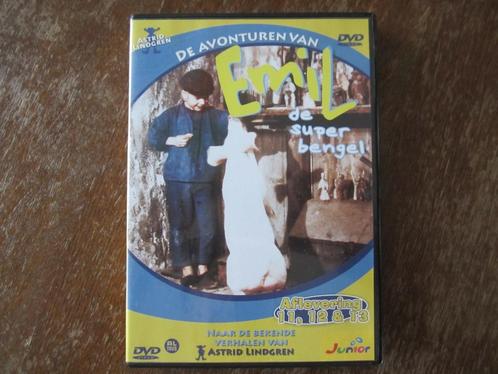 ASTRID
LINDGREN
DE AVONTUREN VAN
DVD
EmiL
de
super
bengel
Aflevering
11, 12 & 13
NAAR DE BEKENDE
VERHALEN VAN
ASTRID LINDGREN
DVD
AL
Junior